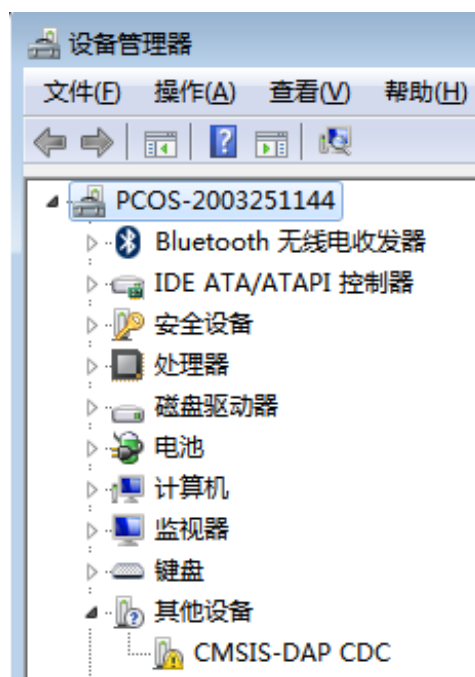 设备管理器
文件(F) 操作(A) 查看(V) 帮助(H)
PCOS-2003251144
Bluetooth 无线电收发器
IDE ATA/ATAPI 控制器
安全设备
处理器
磁盘驱动器
电池
计算机
监视器
键盘
其他设备
CMSIS-DAP CDC